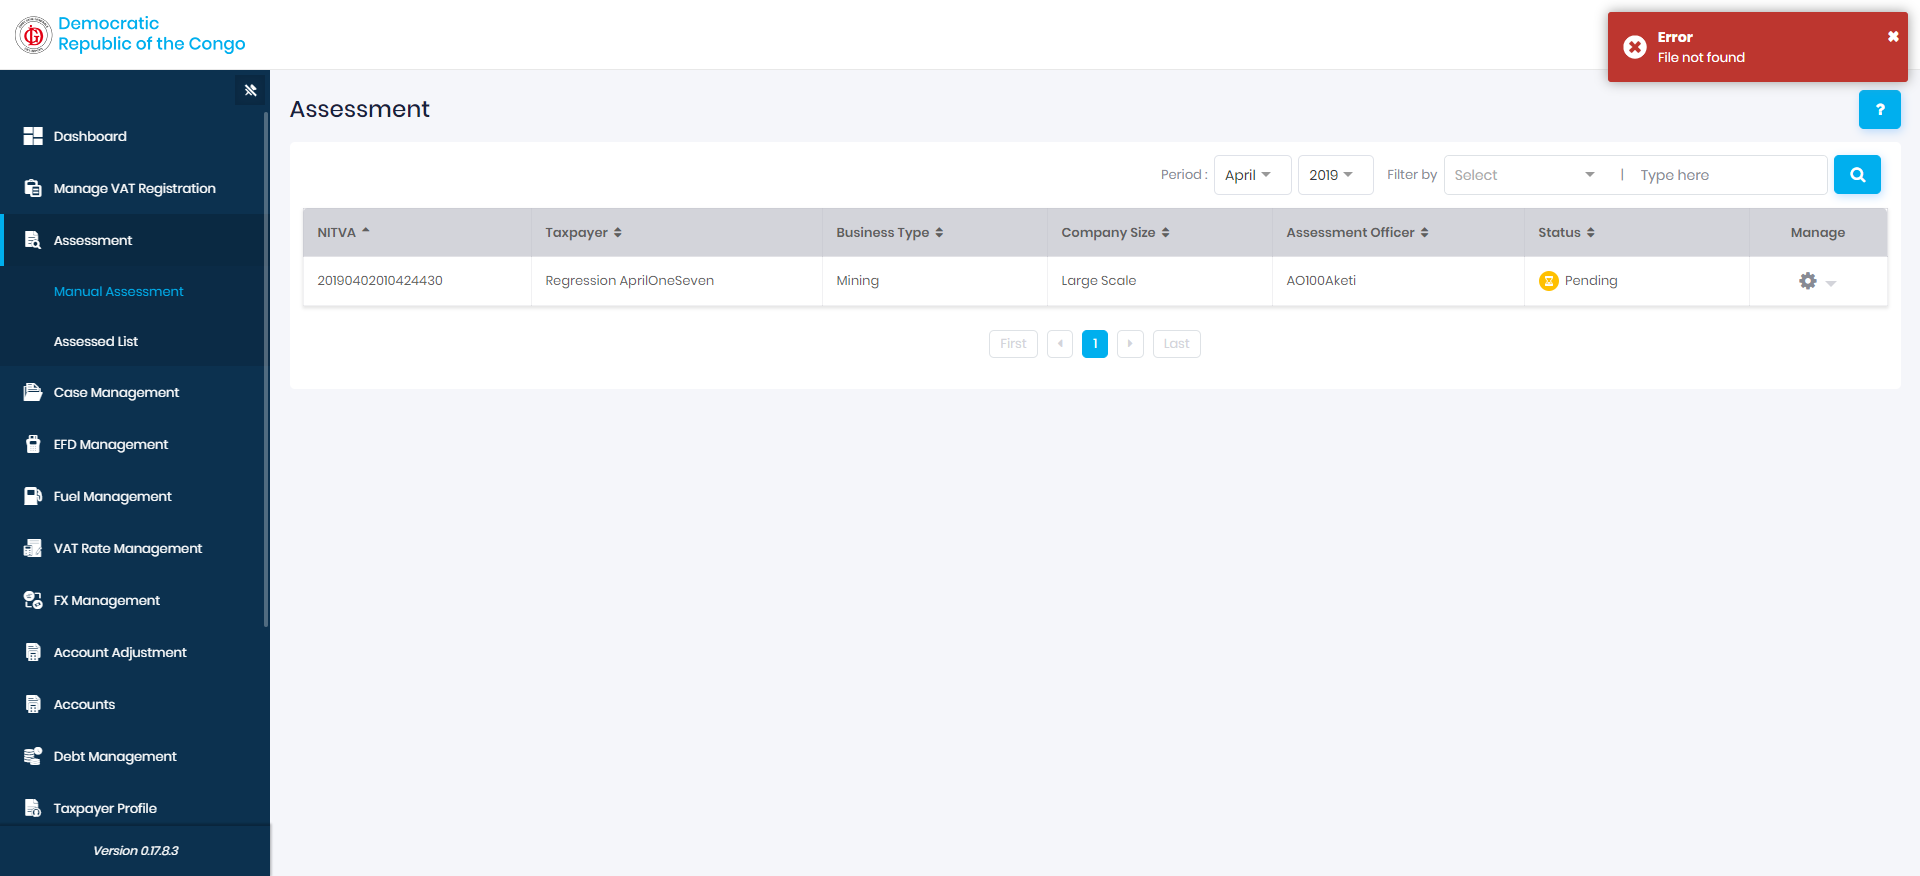 Democratic
Republic of the Congo
Error
File not found
Assessment
?
Dashboard
Manage VAT Registration
Assessment
Manual Assessment
Assessed List
Case Management
EFD Management
Fuel Management
VAT Rate Management
FX Management
Account Adjustment
Accounts
Debt Management
Taxpayer Profile
Version 0.17.8.3
Period : April 2019 Filter by Select | Type here
NITVA Taxpayer Business Type Company Size Assessment Officer Status Manage
20190402010424430 Regression AprilOneSeven Mining Large Scale AO100Aketi Pending
First 1 Last